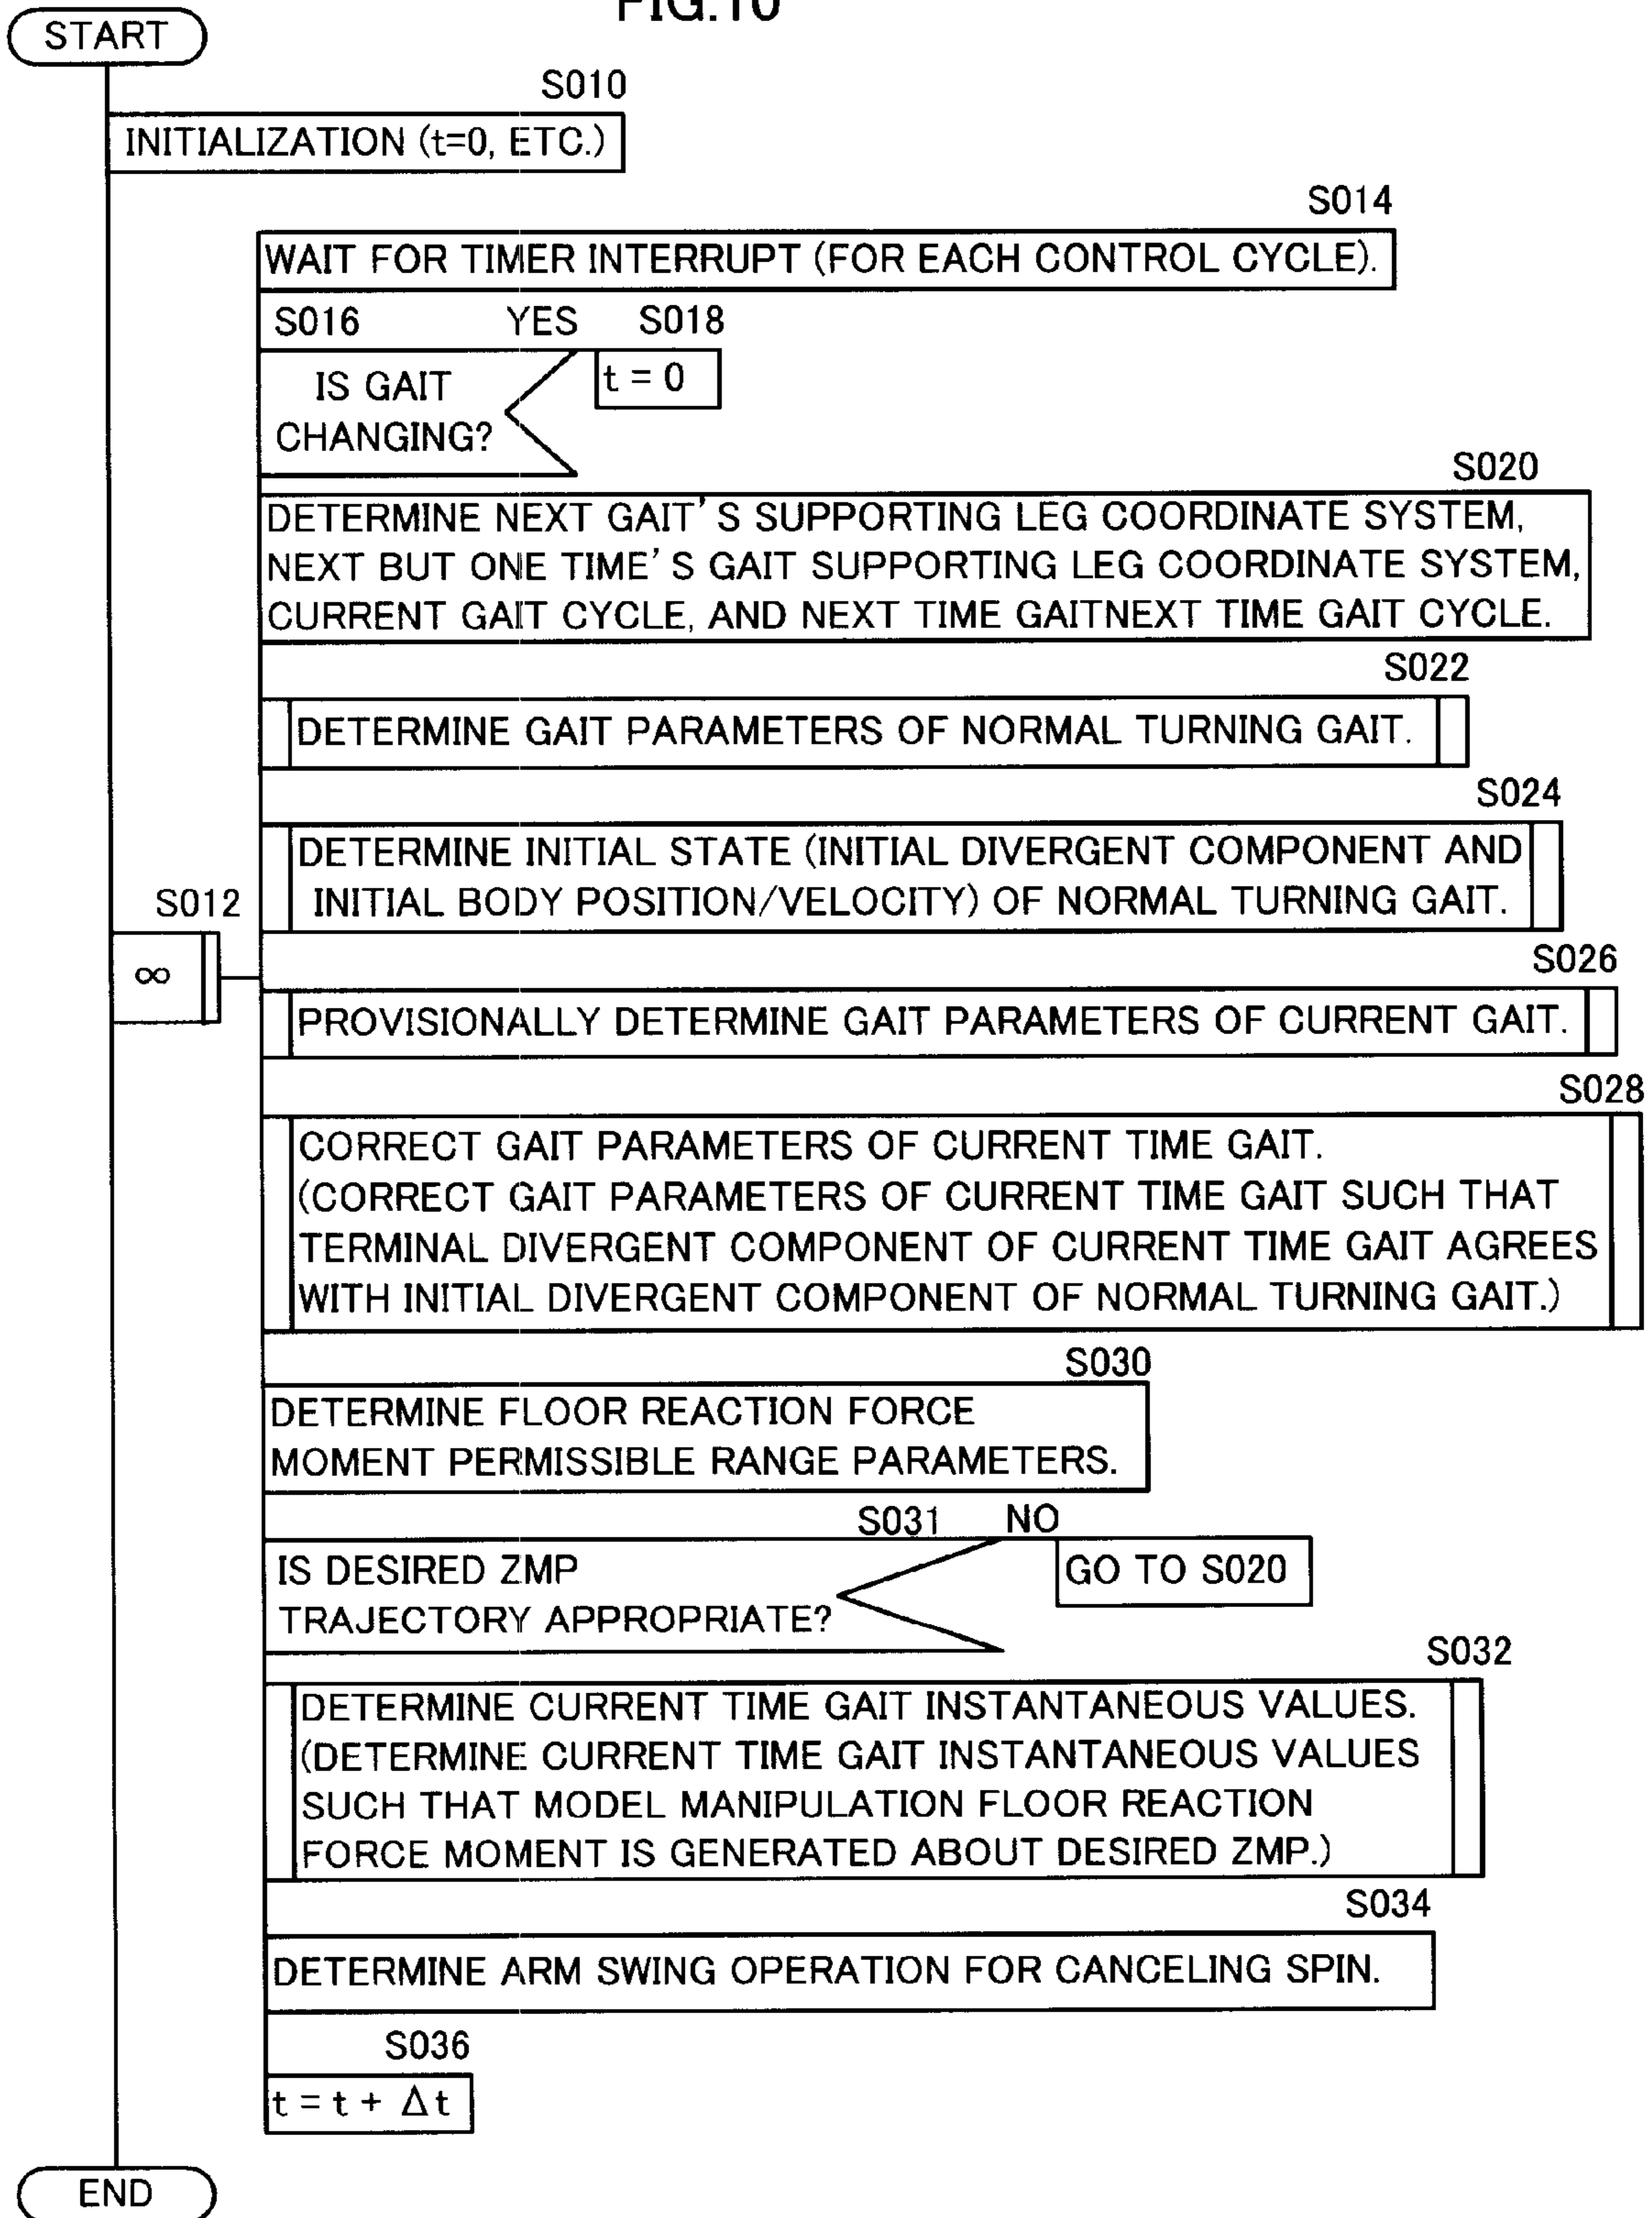 FIG.10
START
S010
INITIALIZATION (t=0, ETC.)
S014
WAIT FOR TIMER INTERRUPT (FOR EACH CONTROL CYCLE).
S016 YES S018
IS GAIT
CHANGING?
t = 0
S020
DETERMINE NEXT GAIT'S SUPPORTING LEG COORDINATE SYSTEM,
NEXT BUT ONE TIME'S GAIT SUPPORTING LEG COORDINATE SYSTEM,
CURRENT GAIT CYCLE, AND NEXT TIME GAITNEXT TIME GAIT CYCLE.
S022
DETERMINE GAIT PARAMETERS OF NORMAL TURNING GAIT.
S024
DETERMINE INITIAL STATE (INITIAL DIVERGENT COMPONENT AND
INITIAL BODY POSITION/VELOCITY) OF NORMAL TURNING GAIT.
S012
∞
S026
PROVISIONALLY DETERMINE GAIT PARAMETERS OF CURRENT GAIT.
S028
CORRECT GAIT PARAMETERS OF CURRENT TIME GAIT.
(CORRECT GAIT PARAMETERS OF CURRENT TIME GAIT SUCH THAT
TERMINAL DIVERGENT COMPONENT OF CURRENT TIME GAIT AGREES
WITH INITIAL DIVERGENT COMPONENT OF NORMAL TURNING GAIT.)
S030
DETERMINE FLOOR REACTION FORCE
MOMENT PERMISSIBLE RANGE PARAMETERS.
S031 NO
IS DESIRED ZMP
TRAJECTORY APPROPRIATE?
GO TO S020
S032
DETERMINE CURRENT TIME GAIT INSTANTANEOUS VALUES.
(DETERMINE CURRENT TIME GAIT INSTANTANEOUS VALUES
SUCH THAT MODEL MANIPULATION FLOOR REACTION
FORCE MOMENT IS GENERATED ABOUT DESIRED ZMP.)
S034
DETERMINE ARM SWING OPERATION FOR CANCELING SPIN.
S036
t = t + Δt
END